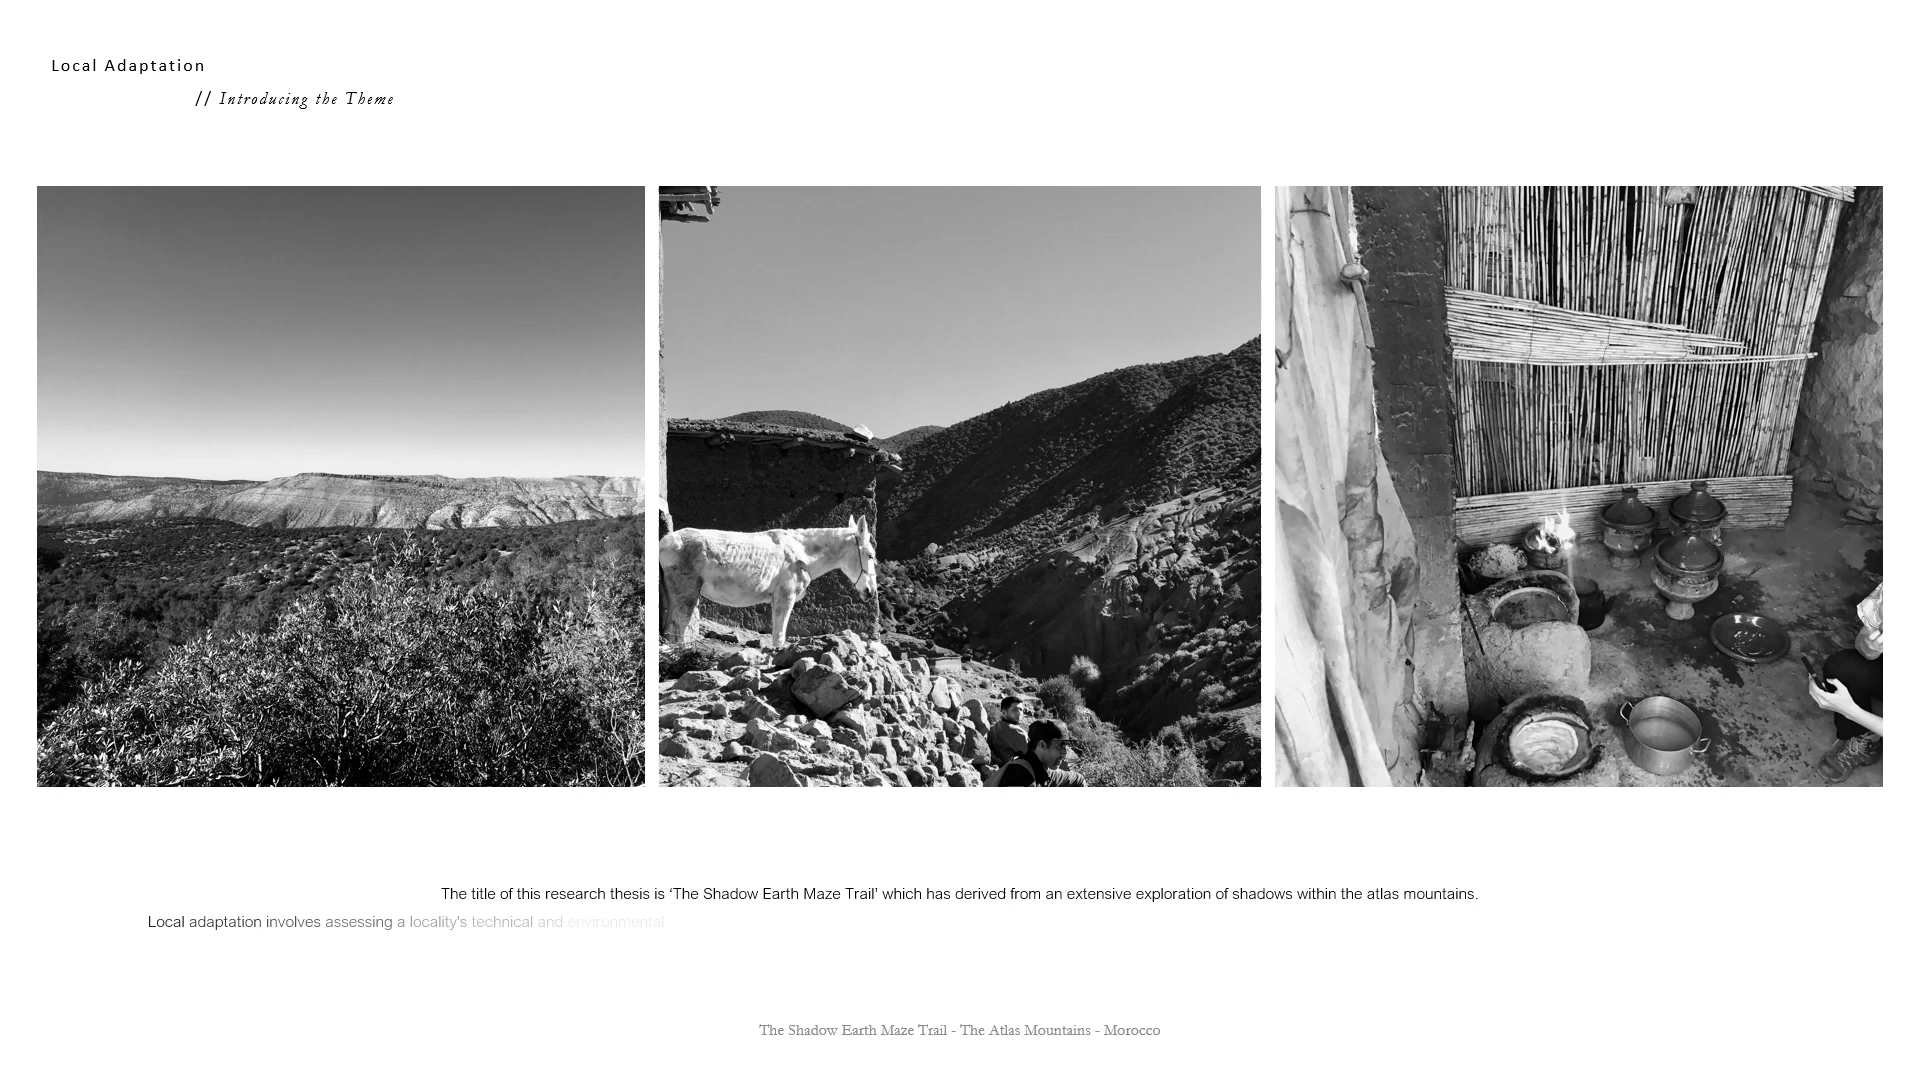 Local Adaptation
// Introducing the Theme
The title of this research thesis is ‘The Shadow Earth Maze Trail’ which has derived from an extensive exploration of shadows within the atlas mountains.
Local adaptation involves assessing a locality's technical and environmental
The Shadow Earth Maze Trail - The Atlas Mountains - Morocco